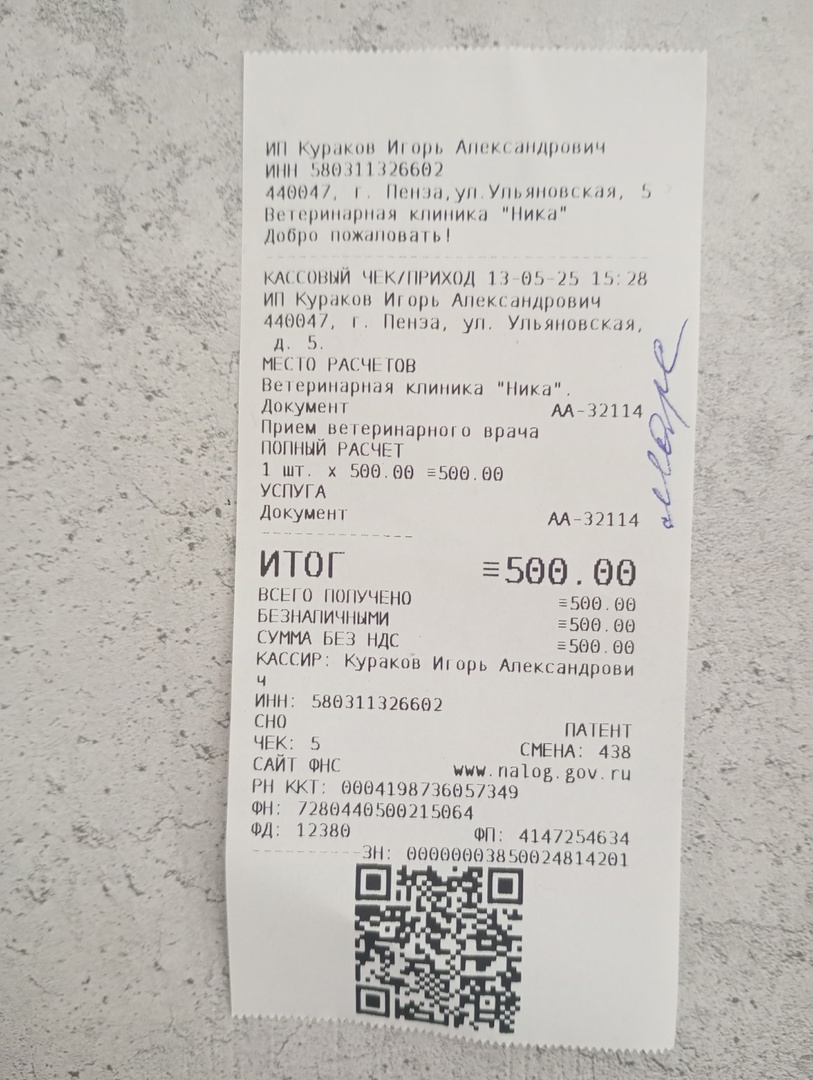 ИП Кураков Игорь Александрович
ИНН 580311326602
440047, г. Пенза,ул.Ульяновская, 5
Ветеринарная клиника "Ника"
Добро пожаловать!
КАССОВЫЙ ЧЕК/ПРИХОД 13-05-25 15:28
ИП Кураков Игорь Александрович
440047, г. Пенза, ул. Ульяновская,
д. 5.
МЕСТО РАСЧЕТОВ
Ветеринарная клиника "Ника".
Документ АА-32114
Прием ветеринарного врача
ПОЛНЫЙ РАСЧЕТ
1 шт. х 500.00 ≡500.00
УСЛУГА
Документ АА-32114
ИТОГ ≡500.00
ВСЕГО ПОЛУЧЕНО ≡500.00
БЕЗНАЛИЧНЫМИ ≡500.00
СУММА БЕЗ НДС ≡500.00
КАССИР: Кураков Игорь Александрови
ч
ИНН: 580311326602
СНО ПАТЕНТ
ЧЕК: 5 СМЕНА: 438
САЙТ ФНС www.nalog.gov.ru
РН ККТ: 0004198736057349
ФН: 7280440500215064
ФД: 12380 ФП: 4147254634
ЗН: 00000003850024814201